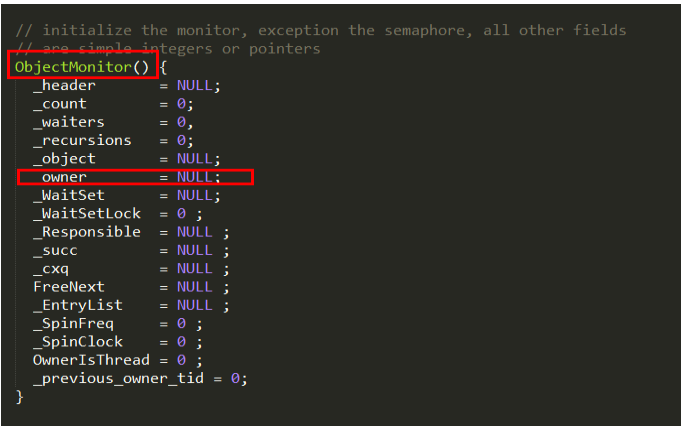 // initialize the monitor, exception the semaphore, all other fields
// are simple integers or pointers
ObjectMonitor() {
_header = NULL;
_count = 0;
_waiters = 0,
_recursions = 0;
_object = NULL;
_owner = NULL;
_WaitSet = NULL;
_WaitSetLock = 0 ;
_Responsible = NULL ;
_succ = NULL ;
_cxq = NULL ;
FreeNext = NULL ;
_EntryList = NULL ;
_SpinFreq = 0 ;
_SpinClock = 0 ;
OwnerIsThread = 0 ;
_previous_owner_tid = 0;
}